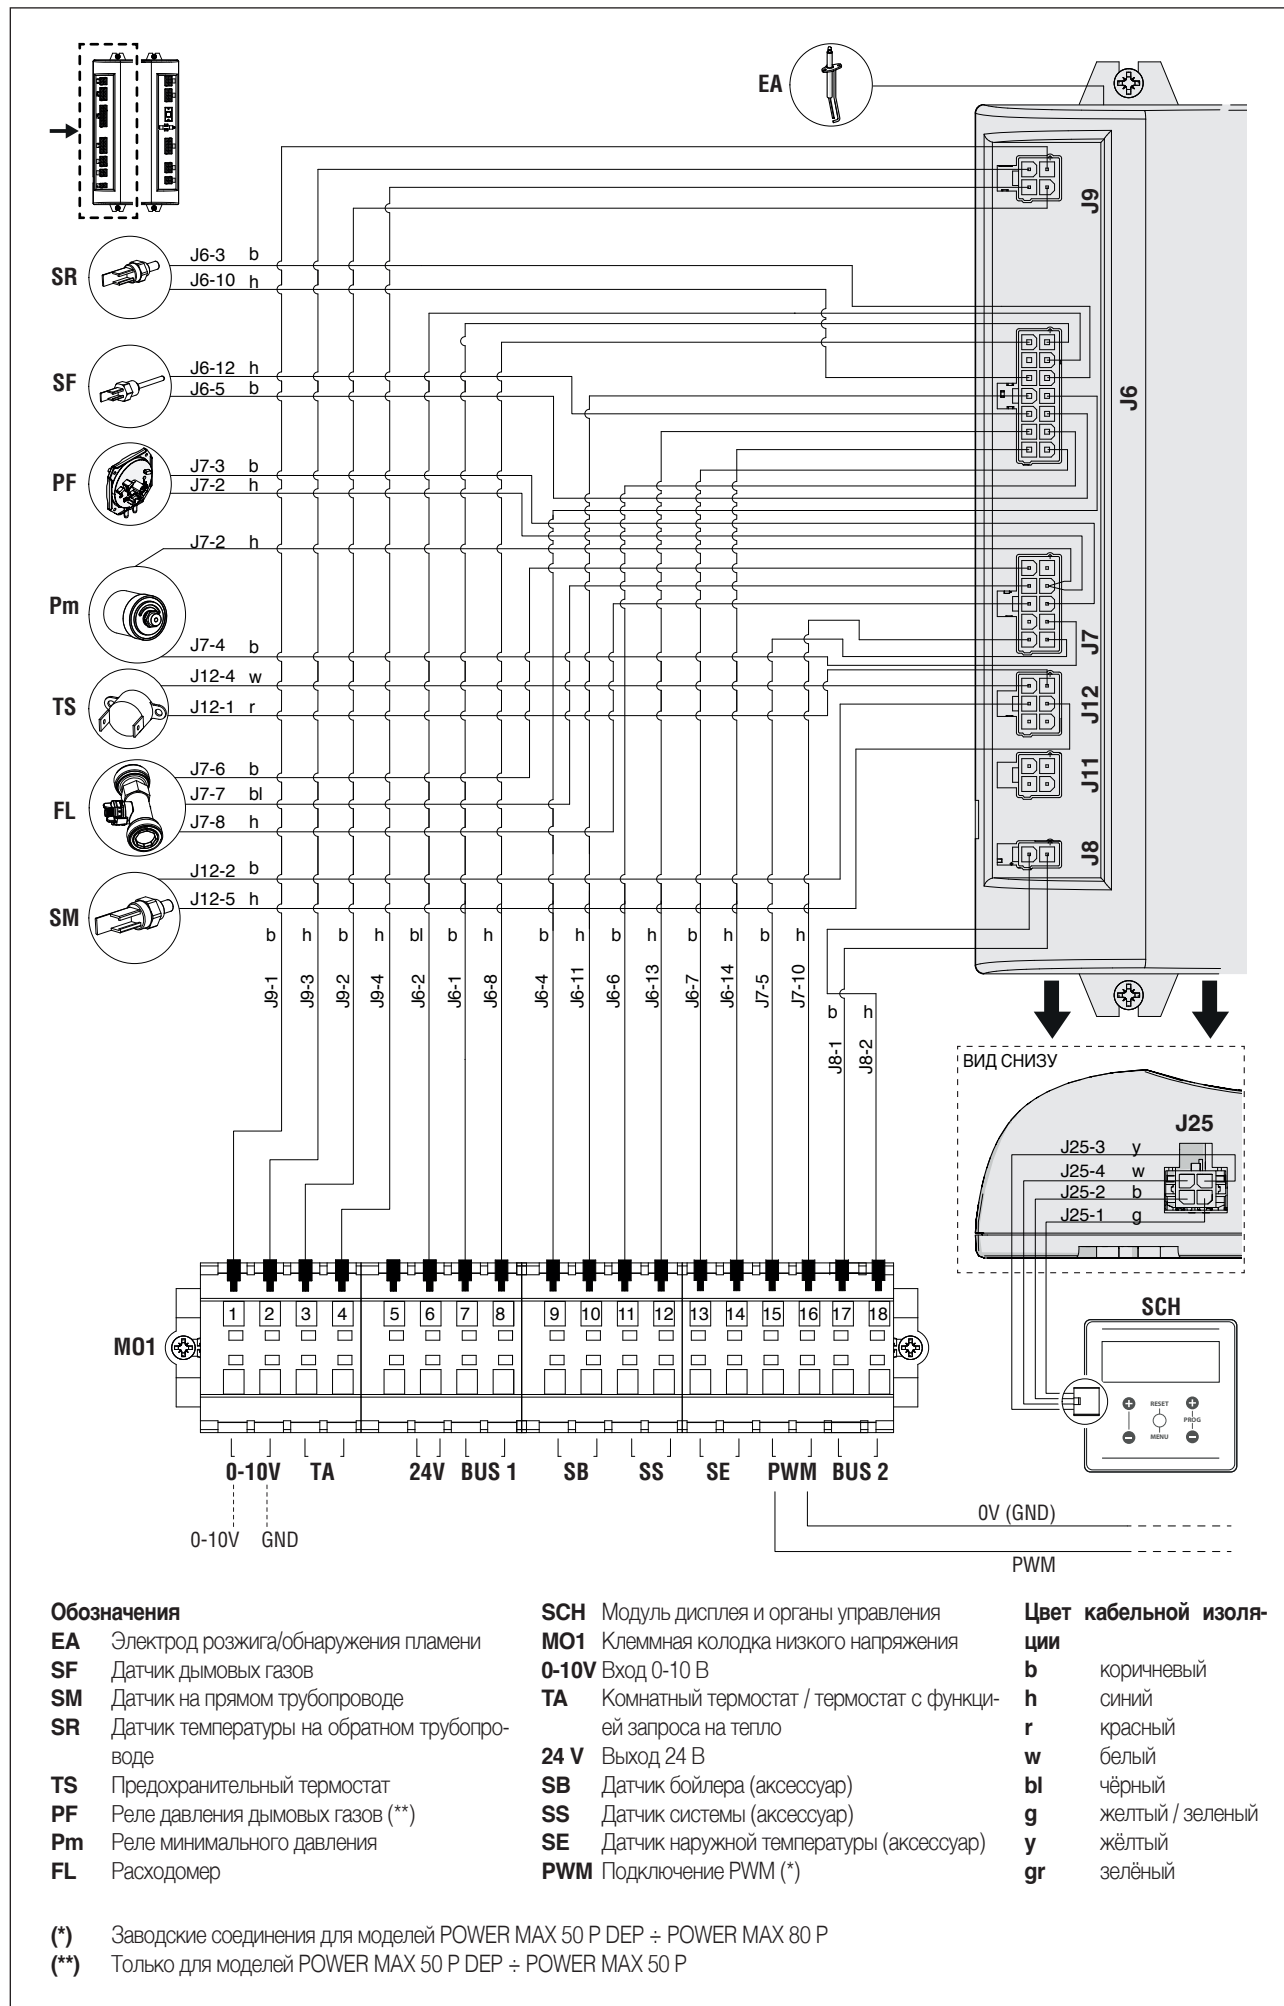 EA
J9
SR
J6-3 b
J6-10 h
SF
J6-12 h
J6-5 b
J6
PF
J7-3 b
J7-2 h
J7-2 h
Pm
J7
J7-4 b
J12-4 w
TS
J12-1 r
J12
J7-6 b
J11
J7-7 bl
FL
J7-8 h
J8
J12-2 b
J12-5 h
SM
b h b h bl b h b h b h b h b h
J9-1 J9-3 J9-2 J9-4 J6-2 J6-1 J6-8 J6-4 J6-11 J6-6 J6-13 J6-7 J6-14 J7-5 J7-10
b h
J8-1 J8-2
ВИД СНИЗУ
J25
J25-3 y
J25-4 w
J25-2 b
J25-1 g
SCH
1 2 3 4 5 6 7 8 9 10 11 12 13 14 15 16 17 18
MO1
RESET
PROG
MENU
0-10V TA 24V BUS 1 SB SS SE PWM BUS 2
0V (GND)
0-10V GND
PWM
Обозначения
EA Электрод розжига/обнаружения пламени
SF Датчик дымовых газов
SM Датчик на прямом трубопроводе
SR Датчик температуры на обратном трубопро-
воде
TS Предохранительный термостат
PF Реле давления дымовых газов (**)
Pm Реле минимального давления
FL Расходомер
SCH Модуль дисплея и органы управления
MO1 Клеммная колодка низкого напряжения
0-10V Вход 0-10 В
TA Комнатный термостат / термостат с функци-
ей запроса на тепло
24 V Выход 24 В
SB Датчик бойлера (аксессуар)
SS Датчик системы (аксессуар)
SE Датчик наружной температуры (аксессуар)
PWM Подключение PWM (*)
Цвет кабельной изоля-
ции
b коричневый
h синий
r красный
w белый
bl чёрный
g желтый / зеленый
y жёлтый
gr зелёный
(*) Заводские соединения для моделей POWER MAX 50 P DEP ÷ POWER MAX 80 P
(**) Только для моделей POWER MAX 50 P DEP ÷ POWER MAX 50 P